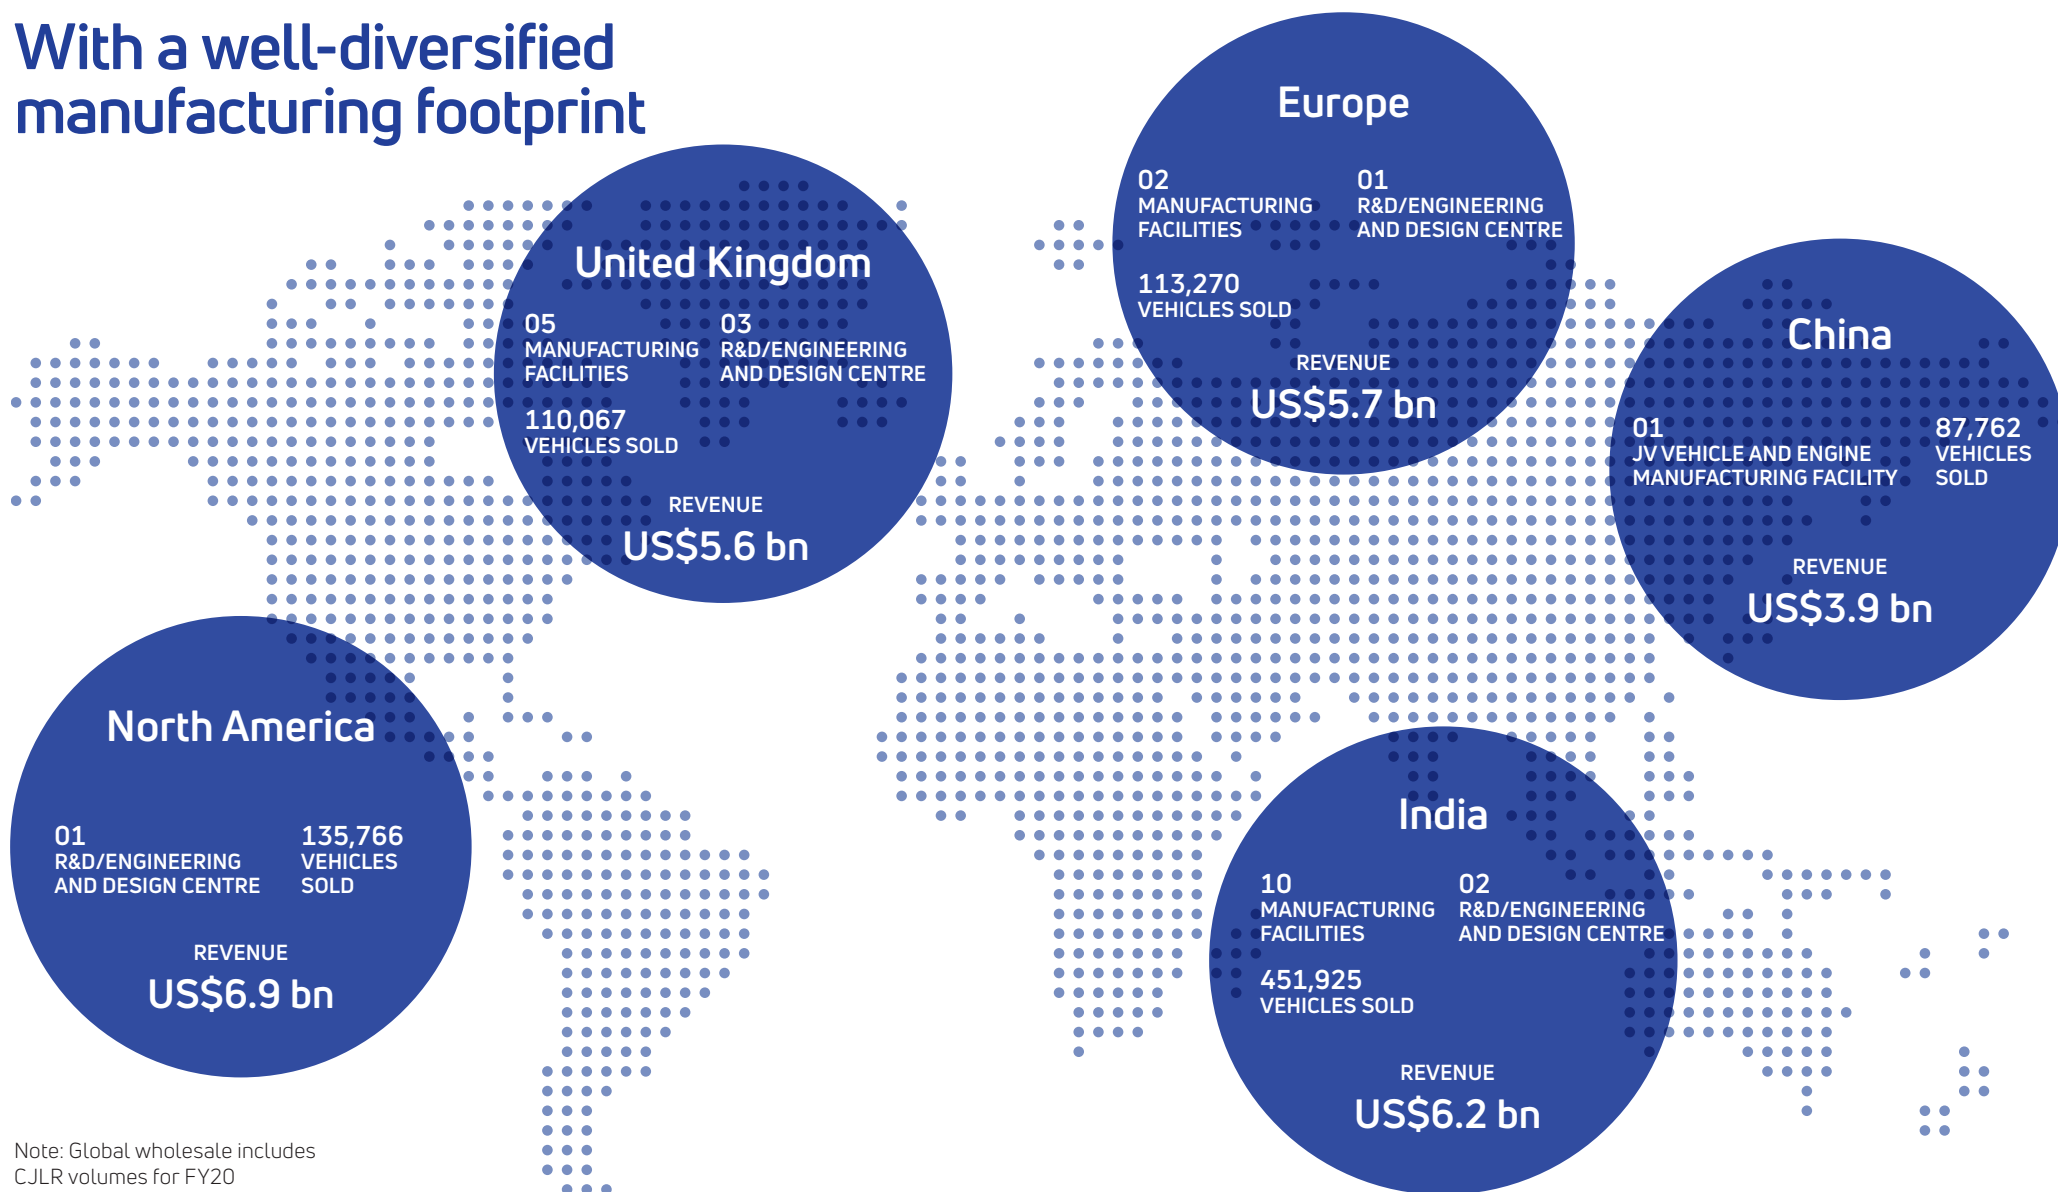 With a well-diversified
manufacturing footprint
United Kingdom
05
MANUFACTURING
FACILITIES
03
R&D/ENGINEERING
AND DESIGN CENTRE
110,067
VEHICLES SOLD
REVENUE
US$5.6 bn
Europe
02
MANUFACTURING
FACILITIES
01
R&D/ENGINEERING
AND DESIGN CENTRE
113,270
VEHICLES SOLD
REVENUE
US$5.7 bn
China
01
JV VEHICLE AND ENGINE
MANUFACTURING FACILITY
87,762
VEHICLES
SOLD
REVENUE
US$3.9 bn
North America
01
R&D/ENGINEERING
AND DESIGN CENTRE
135,766
VEHICLES
SOLD
REVENUE
US$6.9 bn
India
10
MANUFACTURING
FACILITIES
02
R&D/ENGINEERING
AND DESIGN CENTRE
451,925
VEHICLES SOLD
REVENUE
US$6.2 bn
Note: Global wholesale includes
CJLR volumes for FY20